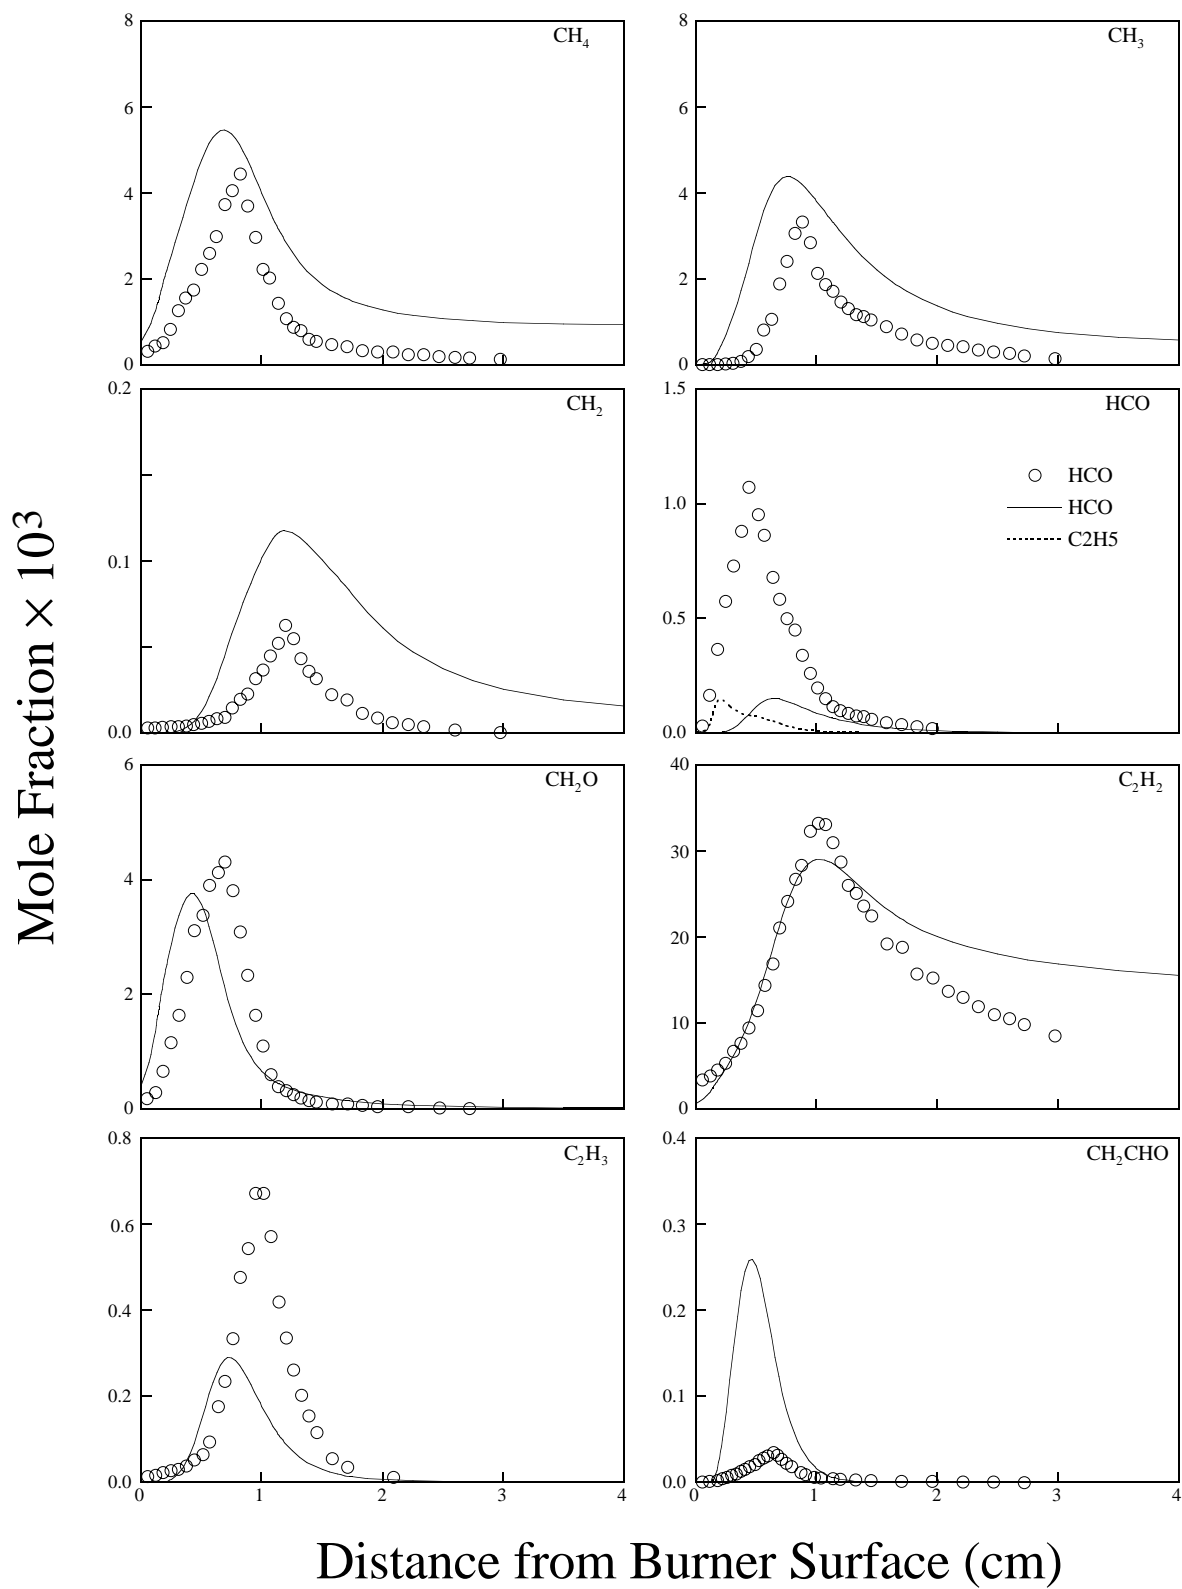 Mole Fraction × 10³
CH₄
8
6
4
2
0
CH₃
8
6
4
2
0
CH₂
0.2
0.1
0.0
HCO
1.5
1.0
0.5
0.0
HCO
HCO
C2H5
CH₂O
6
4
2
0
C₂H₂
40
30
20
10
0
C₂H₃
0.8
0.6
0.4
0.2
0.0
0 1 2 3 4
CH₂CHO
0.4
0.3
0.2
0.1
0.0
0 1 2 3 4
Distance from Burner Surface (cm)